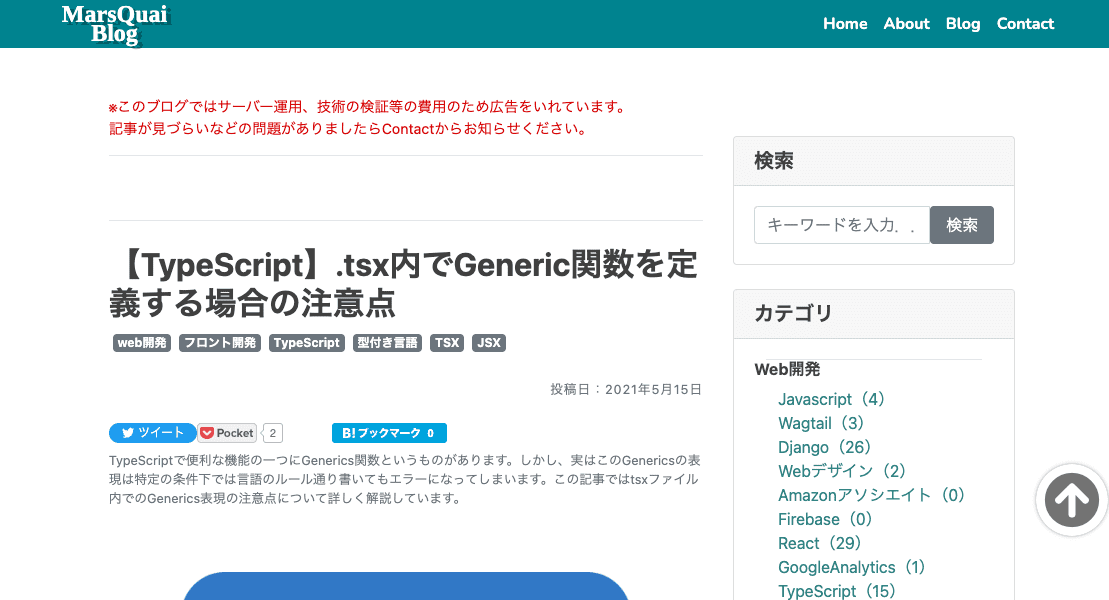 MarsQuai
Blog
Home About Blog Contact
※このブログではサーバー運用、技術の検証等の費用のため広告をいれています。
記事が見づらいなどの問題がありましたらContactからお知らせください。
【TypeScript】.tsx内でGeneric関数を定
義する場合の注意点
web開発 フロント開発 TypeScript 型付き言語 TSX JSX
投稿日：2021年5月15日
ツイート Pocket 2 B!ブックマーク 0
TypeScriptで便利な機能の一つにGenerics関数というものがあります。しかし、実はこのGenericsの表
現は特定の条件下では言語のルール通り書いてもエラーになってしまいます。この記事ではtsxファイル
内でのGenerics表現の注意点について詳しく解説しています。
検索
キーワードを入力. . 検索
カテゴリ
Web開発
Javascript（4）
Wagtail（3）
Django（26）
Webデザイン（2）
Amazonアソシエイト（0）
Firebase（0）
React（29）
GoogleAnalytics（1）
TypeScript（15）